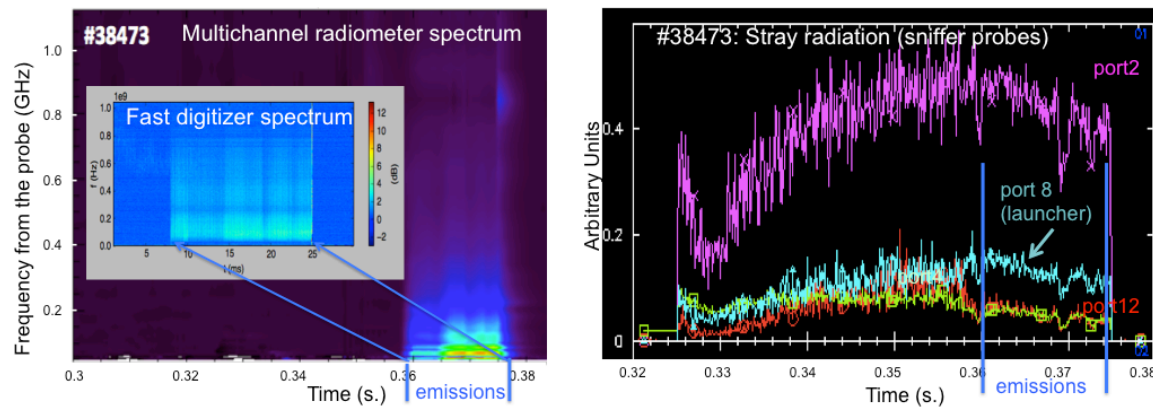 #38473
Multichannel radiometer spectrum
Frequency from the probe (GHz)
1.0
0.8
0.6
0.4
0.2
1e9
Fast digitizer spectrum
f (Hz)
1.0
0.8
0.6
0.4
0.2
0.0
5
10
15
20
25
t (ms)
12
10
8
6
4
2
0
−2
(dB)
0.3
0.32
0.34
0.36
0.38
Time (s.)
emissions
#38473: Stray radiation (sniffer probes)
01
port2
port 8
(launcher)
port12
Arbitrary Units
0.4
0.2
0
02
0.32
0.33
0.34
0.35
0.36
0.37
0.38
Time (s.)
emissions